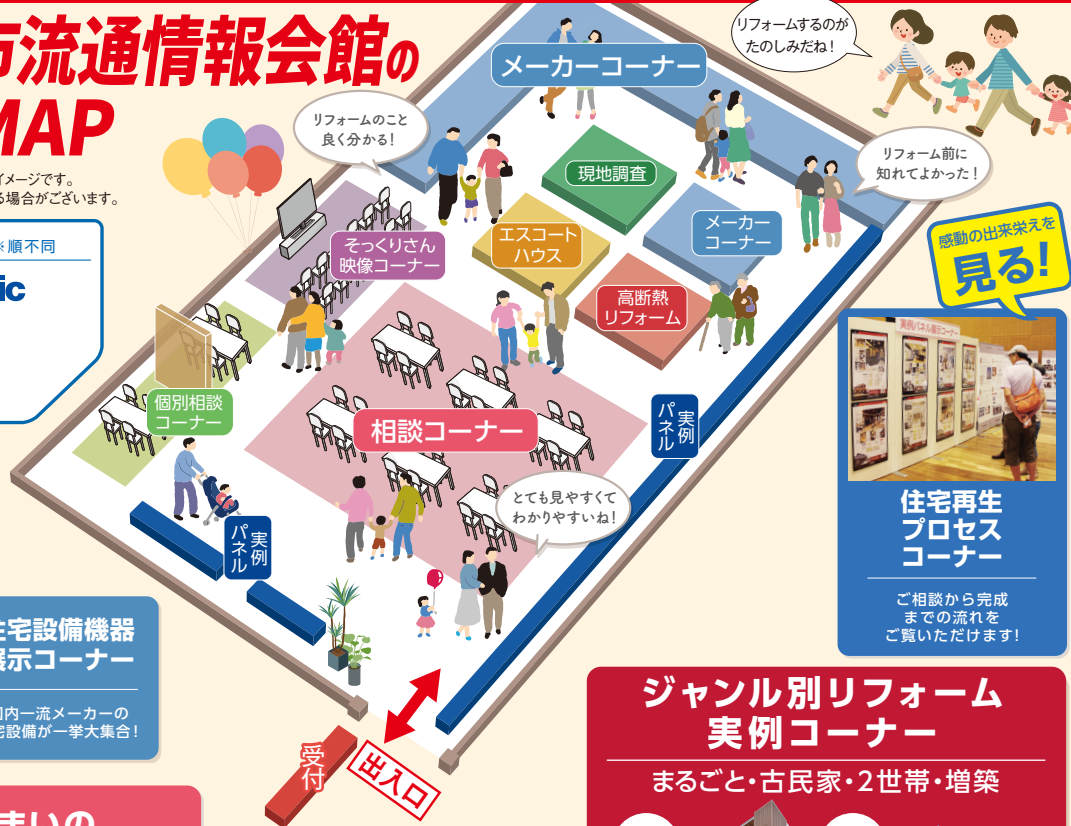 市流通情報会館の
MAP
イメージです。
る場合がございます。
※順不同
ic
リフォームするのが
たのしみだね!
メーカーコーナー
リフォームのこと
良く分かる!
現地調査
リフォーム前に
知れてよかった!
メーカー
コーナー
エスコート
ハウス
そっくりさん
映像コーナー
高断熱
リフォーム
感動の出来栄えを
見る!
実例パネル展示コーナー
個別相談
コーナー
相談コーナー
実例
パネル
とても見やすくて
わかりやすいね!
実例
パネル
住宅再生
プロセス
コーナー
ご相談から完成
までの流れを
ご覧いただけます!
住宅設備機器
展示コーナー
国内一流メーカーの
宅設備が一挙大集合!
受付
出入口
ジャンル別リフォーム
実例コーナー
まるごと・古民家・2世帯・増築
まいの